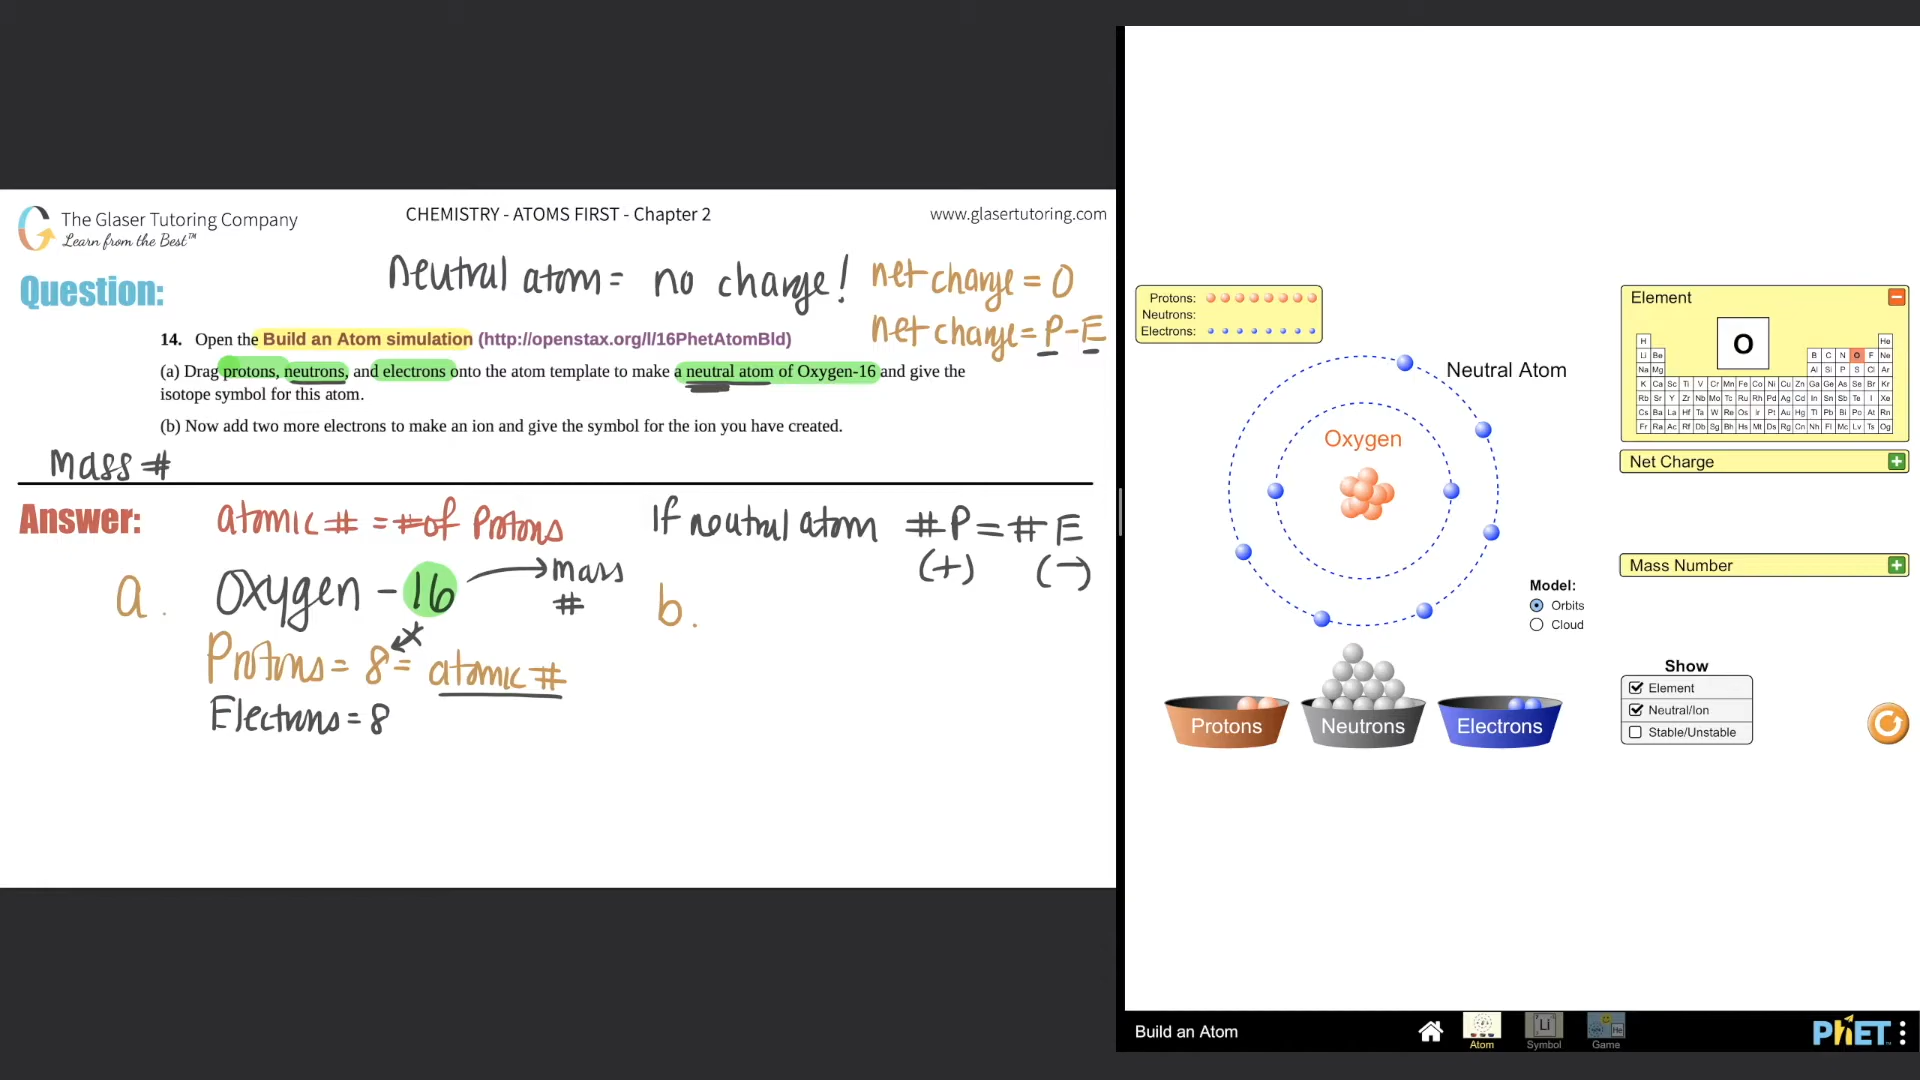 The Glaser Tutoring Company
Learn from the Best™
CHEMISTRY - ATOMS FIRST - Chapter 2
www.glasertutoring.com
Question:
Neutral atom = no charge!
net charge = 0
net charge = P-E
14. Open the Build an Atom simulation (http://openstax.org/l/16PhetAtomBld)
(a) Drag protons, neutrons, and electrons onto the atom template to make a neutral atom of Oxygen-16 and give the
isotope symbol for this atom.
(b) Now add two more electrons to make an ion and give the symbol for the ion you have created.
Mass #
Answer:
atomic # = # of Protons
If neutral atom #P = # E
(+) (-)
a. Oxygen - 16 → mass #
b.
Protons = 8 = atomic #
Electrons = 8
Protons:
Neutrons:
Electrons:
Neutral Atom
Oxygen
Element
O
H He
Li Be B C N O F Ne
Na Mg Al Si P S Cl Ar
K Ca Sc Ti V Cr Mn Fe Co Ni Cu Zn Ga Ge As Se Br Kr
Rb Sr Y Zr Nb Mo Tc Ru Rh Pd Ag Cd In Sn Sb Te I Xe
Cs Ba La Hf Ta W Re Os Ir Pt Au Hg Tl Pb Bi Po At Rn
Fr Ra Ac Rf Db Sg Bh Hs Mt Ds Rg Cn Nh Fl Mc Lv Ts Og
Net Charge
Mass Number
Model:
Orbits
Cloud
Protons
Neutrons
Electrons
Show
Element
Neutral/Ion
Stable/Unstable
Build an Atom
Atom
Li
Symbol
He
Game
PhET